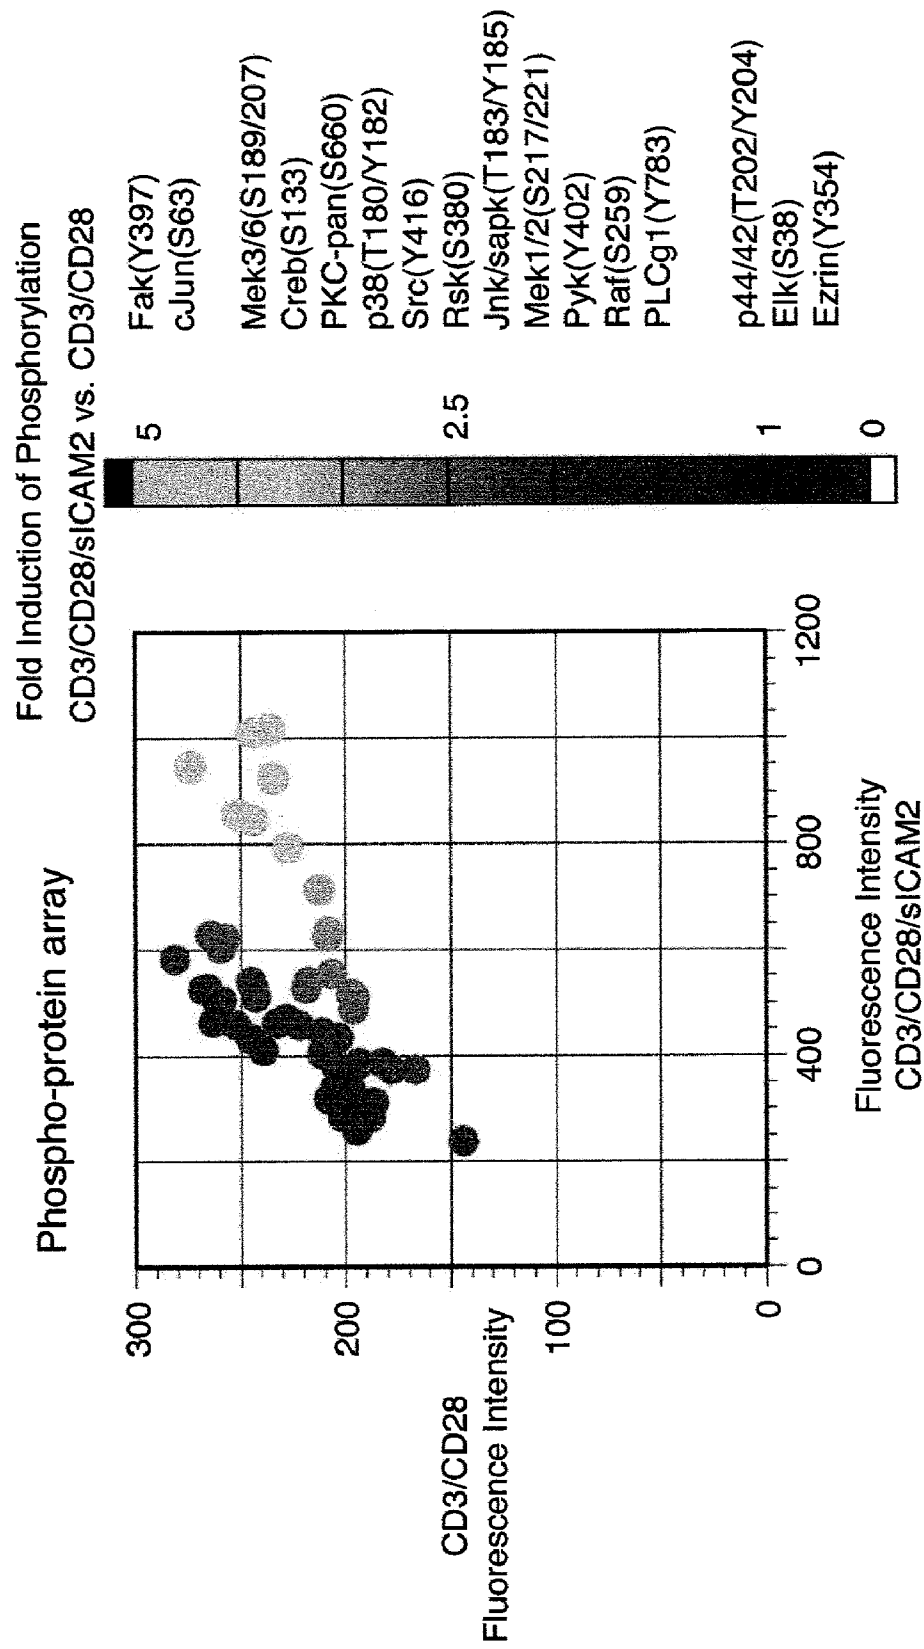 Phospho-protein array
Fold Induction of Phosphorylation
CD3/CD28/sICAM2 vs. CD3/CD28
CD3/CD28
Fluorescence Intensity
300
200
100
0
0
400
800
1200
Fluorescence Intensity
CD3/CD28/sICAM2
5
2.5
1
0
Fak(Y397)
cJun(S63)
Mek3/6(S189/207)
Creb(S133)
PKC-pan(S660)
p38(T180/Y182)
Src(Y416)
Rsk(S380)
Jnk/sapk(T183/Y185)
Mek1/2(S217/221)
Pyk(Y402)
Raf(S259)
PLCg1(Y783)
p44/42(T202/Y204)
Elk(S38)
Ezrin(Y354)